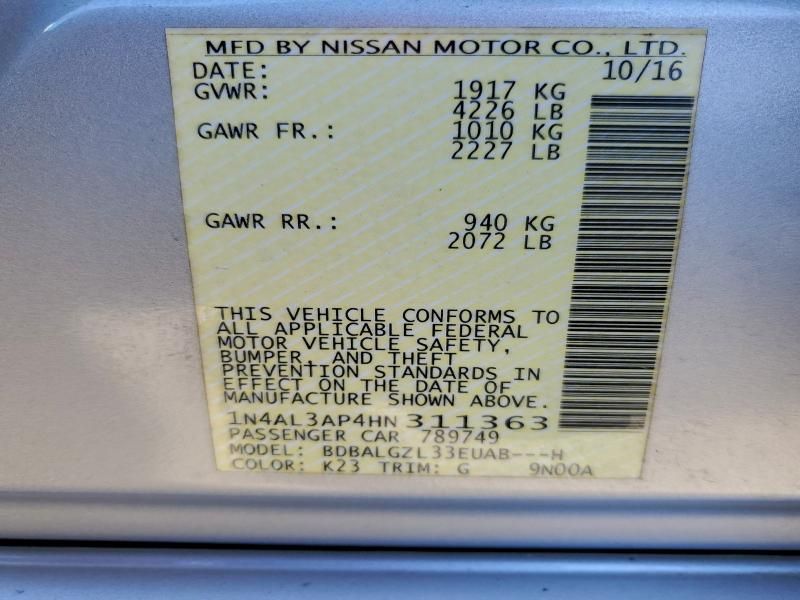 MFD BY NISSAN MOTOR CO., LTD.
DATE: 10/16
GVWR: 1917 KG
4226 LB
GAWR FR.: 1010 KG
2227 LB
GAWR RR.: 940 KG
2072 LB
THIS VEHICLE CONFORMS TO
ALL APPLICABLE FEDERAL
MOTOR VEHICLE SAFETY,
BUMPER, AND THEFT
PREVENTION STANDARDS IN
EFFECT ON THE DATE OF
MANUFACTURE SHOWN ABOVE.
1N4AL3AP4HN311363
PASSENGER CAR 789749
MODEL: BDBALGZL33EUAB---H
COLOR: K23 TRIM: G 9N00A